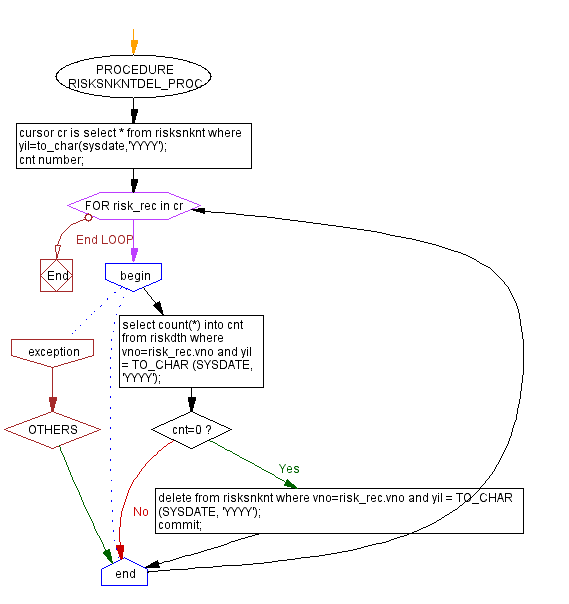 PROCEDURE
RISKSNKNTDEL_PROC
cursor cr is select * from risksnknt where
yil=to_char(sysdate,'YYYY');
cnt number;
FOR risk_rec in cr
End LOOP
End
begin
select count(*) into cnt
from riskdth where
vno=risk_rec.vno and yil
= TO_CHAR (SYSDATE,
'YYYY');
exception
OTHERS
cnt=0 ?
Yes
No
delete from risksnknt where vno=risk_rec.vno and yil = TO_CHAR
(SYSDATE, 'YYYY');
commit;
end